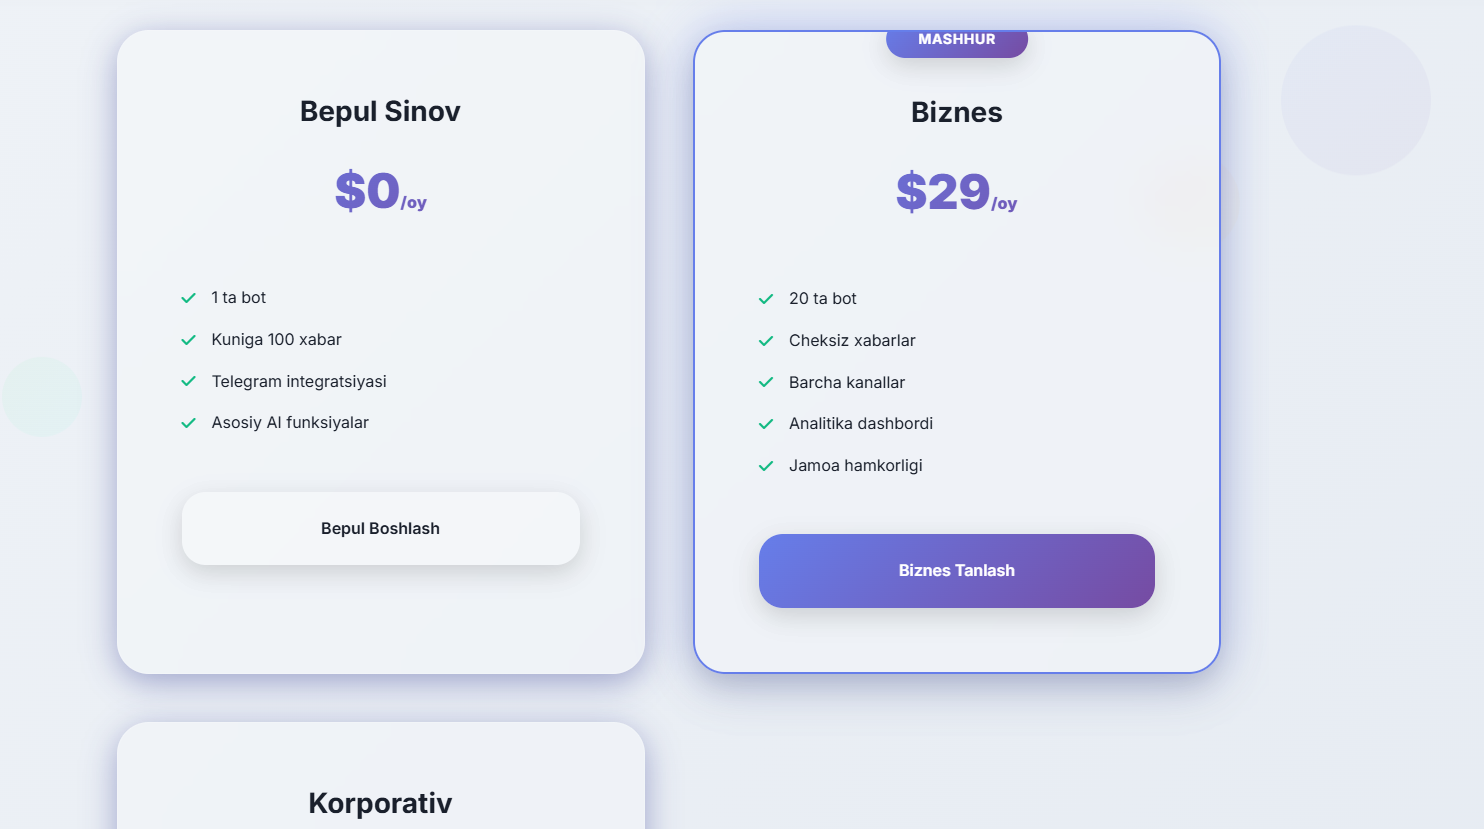 Bepul Sinov
$0/oy
1 ta bot
Kuniga 100 xabar
Telegram integratsiyasi
Asosiy AI funksiyalar
Bepul Boshlash
MASHHUR
Biznes
$29/oy
20 ta bot
Cheksiz xabarlar
Barcha kanallar
Analitika dashbordi
Jamoa hamkorligi
Biznes Tanlash
Korporativ